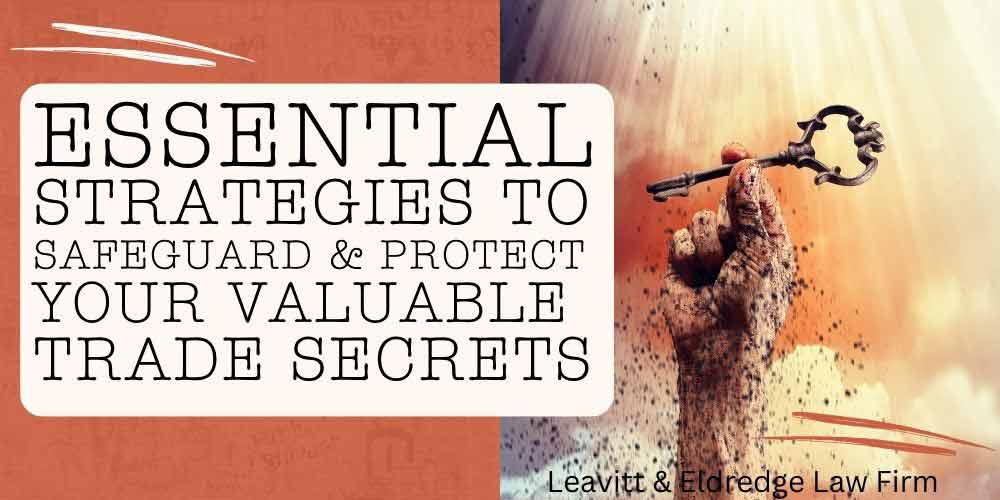 ESSENTIAL
STRATEGIES TO
SAFEGUARD & PROTECT
YOUR VALUABLE
TRADE SECRETS
Leavitt & Eldredge Law Firm